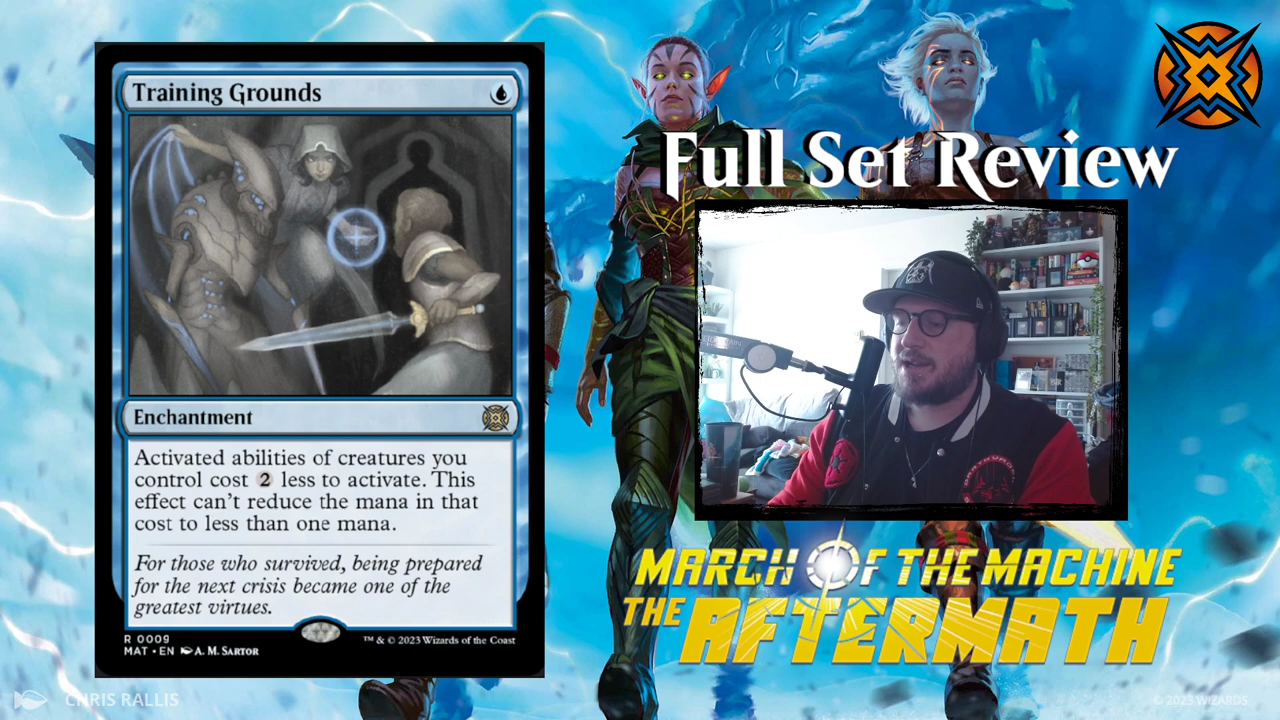 Training Grounds
Enchantment
Activated abilities of creatures you
control cost 2 less to activate. This
effect can't reduce the mana in that
cost to less than one mana.
For those who survived, being prepared
for the next crisis became one of the
greatest virtues.
R 0009
MAT • EN A. M. SARTOR
™ & © 2023 Wizards of the Coast
Full Set Review
MARCH OF THE MACHINE
THE AFTERMATH
CHRIS RALLIS
© 2023 WIZARDS